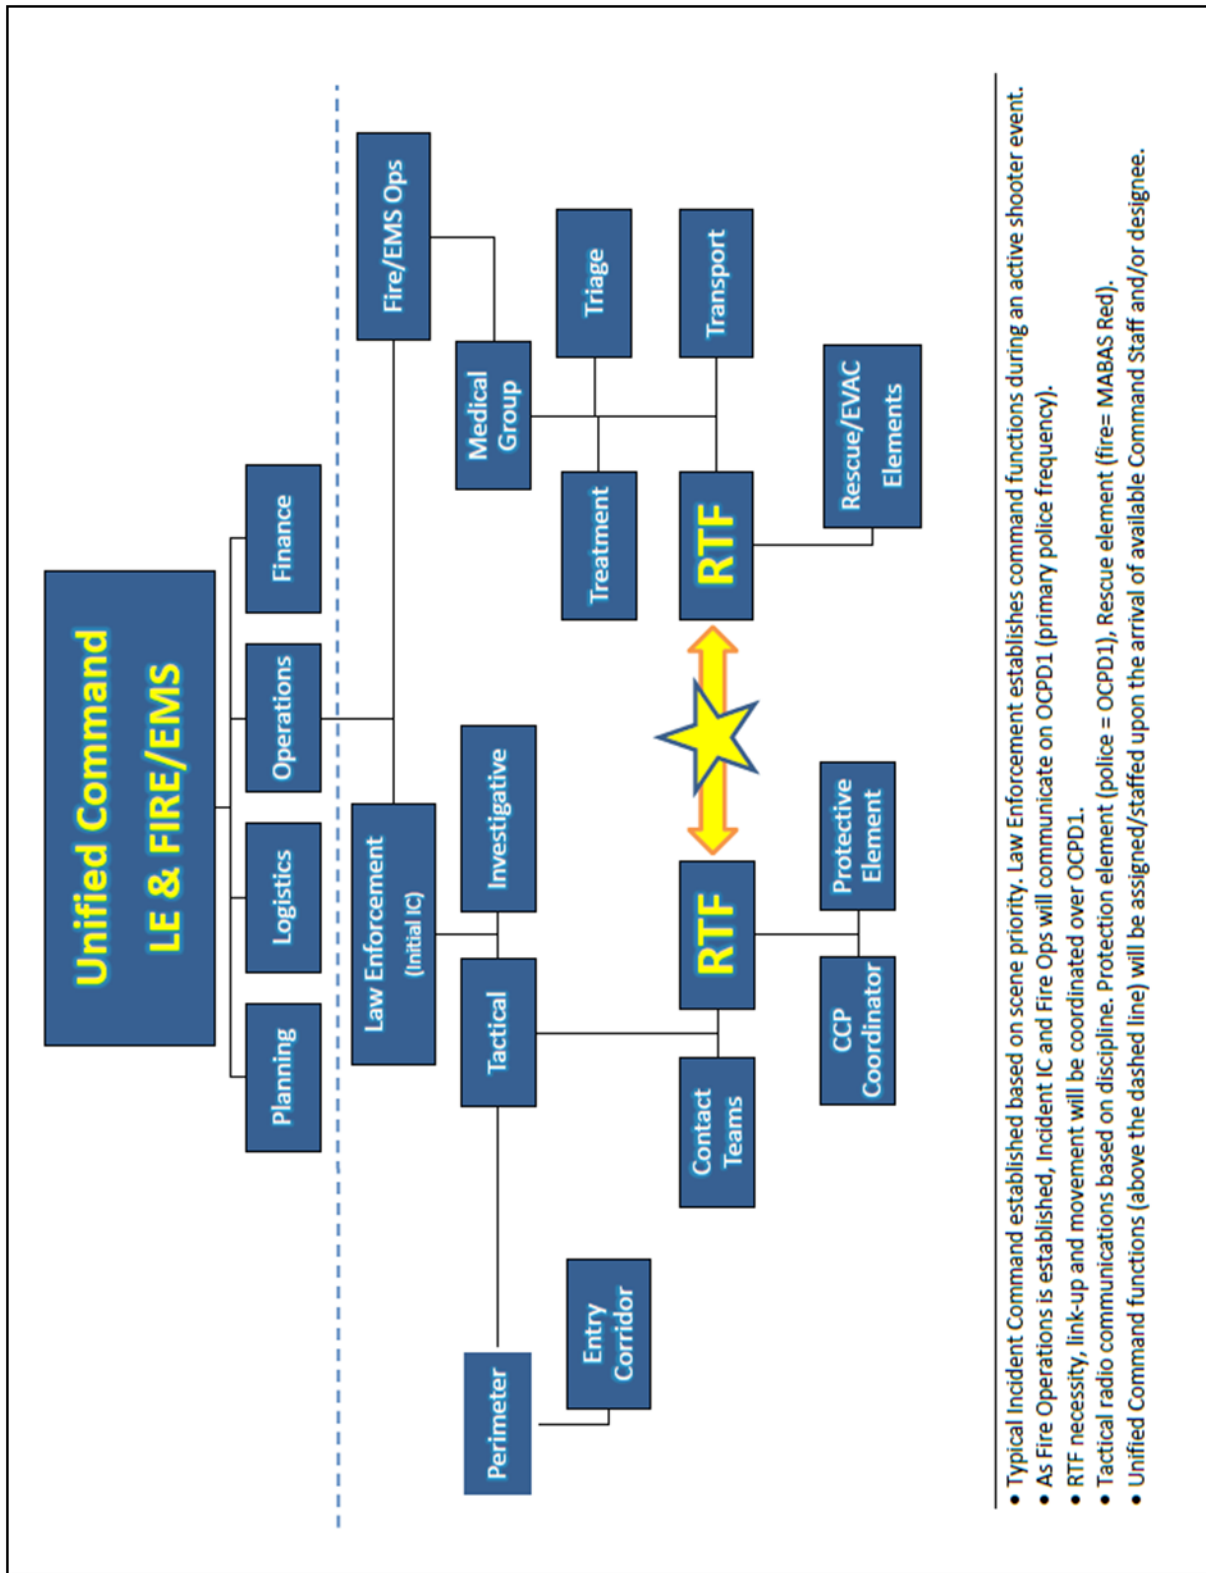 Unified Command
LE & FIRE/EMS
Planning
Logistics
Operations
Finance
Law Enforcement
(Initial IC)
Fire/EMS Ops
Perimeter
Tactical
Investigative
Medical
Group
Entry
Corridor
Treatment
Triage
Contact
Teams
RTF
RTF
Transport
CCP
Coordinator
Protective
Element
Rescue/EVAC
Elements
• Typical Incident Command established based on scene priority. Law Enforcement establishes command functions during an active shooter event.
• As Fire Operations is established, Incident IC and Fire Ops will communicate on OCPD1 (primary police frequency).
• RTF necessity, link-up and movement will be coordinated over OCPD1.
• Tactical radio communications based on discipline. Protection element (police = OCPD1), Rescue element (fire= MABAS Red).
• Unified Command functions (above the dashed line) will be assigned/staffed upon the arrival of available Command Staff and/or designee.